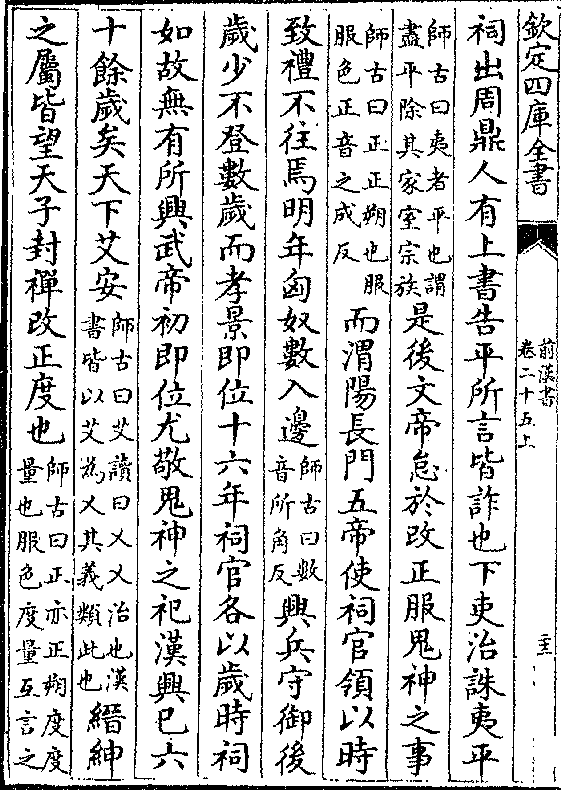 欽定四庫全書
前漢書
卷二十五上
祠出周鼎人有上書告平所言皆詐也下吏治誅夷平
師古曰夷者平也謂
盡平除其家室宗族
是後文帝怠於改正服鬼神之事
師古曰正正朔也服
服色正音之成反
而渭陽長門五帝使祠官領以時
致禮不往焉明年匈奴數入邊
師古曰數
音所角反
興兵守御後
歲少不登數歲而孝景即位十六年祠官各以歲時祠
如故無有所興武帝初即位尤敬鬼神之祀漢興已六
十餘歲矣天下艾安
師古曰艾讀曰乂乂治也漢
書皆以艾為乂其義類此也
縉紳
之屬皆望天子封禪改正度也
師古曰正亦正朔度度
量也服色度量互言之